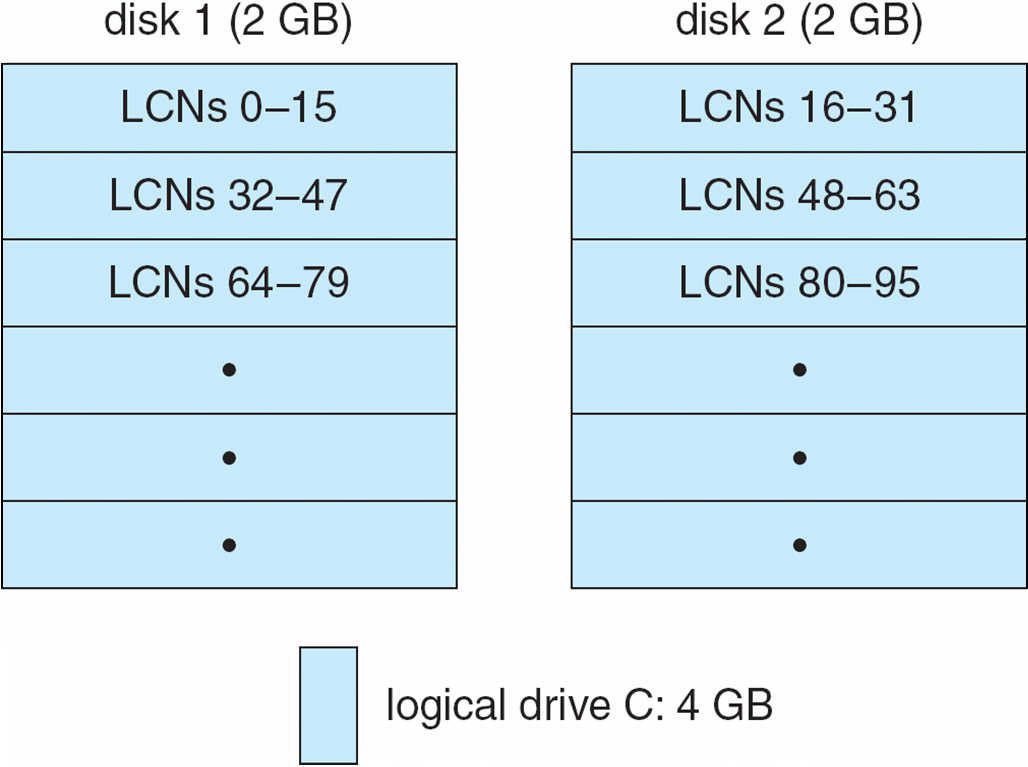 disk 1 (2 GB)
disk 2 (2 GB)
LCNs 0–15
LCNs 16–31
LCNs 32–47
LCNs 48–63
LCNs 64–79
LCNs 80–95
logical drive C: 4 GB